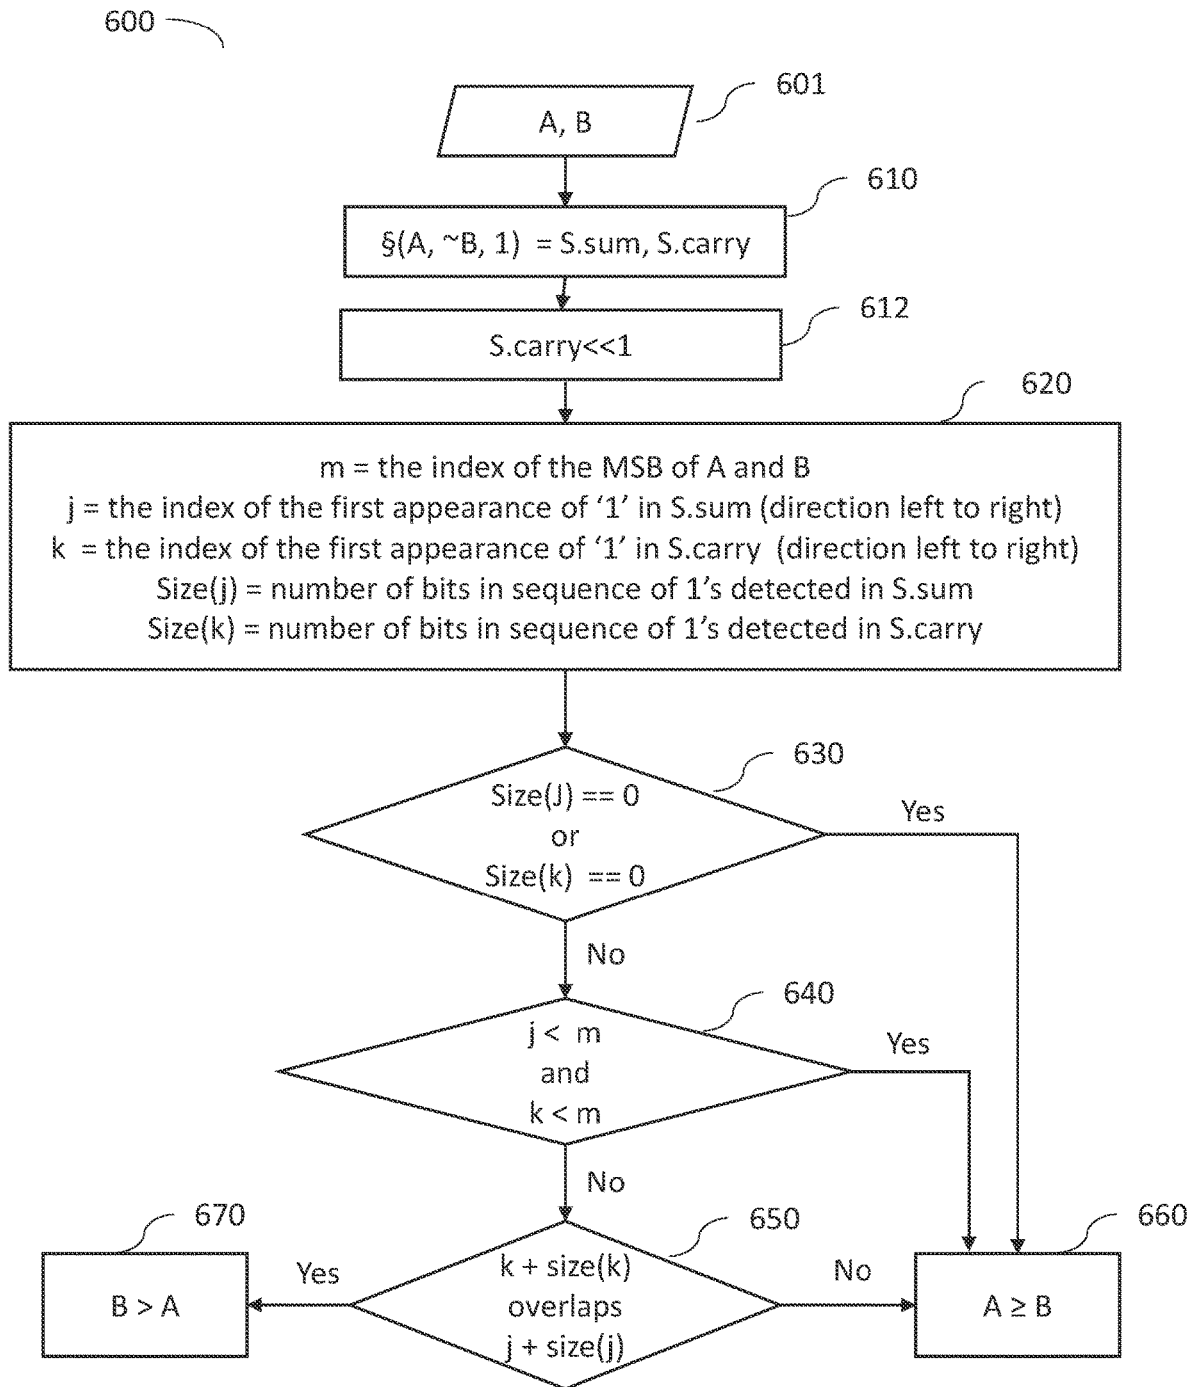 600
601
A, B
610
§(A, ~B, 1) = S.sum, S.carry
612
S.carry<<1
620
m = the index of the MSB of A and B
j = the index of the first appearance of ‘1’ in S.sum (direction left to right)
k = the index of the first appearance of ‘1’ in S.carry (direction left to right)
Size(j) = number of bits in sequence of 1's detected in S.sum
Size(k) = number of bits in sequence of 1's detected in S.carry
630
Size(J) == 0
or
Size(k) == 0
Yes
No
640
j < m
and
k < m
Yes
No
670
650
660
k + size(k)
overlaps
j + size(j)
Yes
No
B > A
A ≥ B